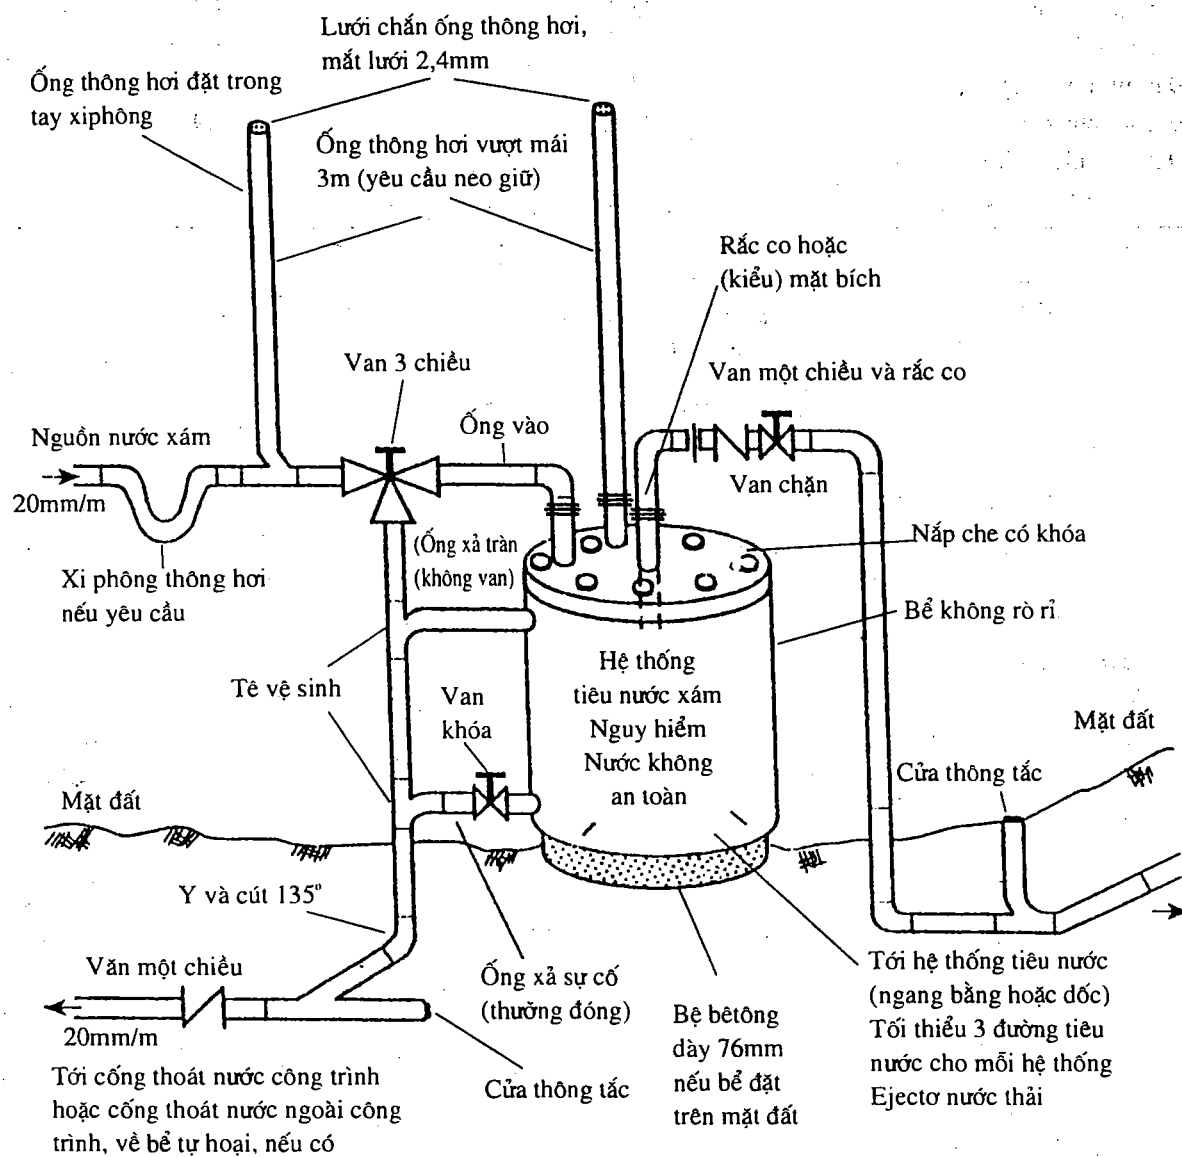 Lưới chắn ống thông hơi,
mắt lưới 2,4mm
Ống thông hơi đặt trong
tay xiphông
Ống thông hơi vượt mái
3m (yêu cầu neo giữ)
Rắc co hoặc
(kiểu) mặt bích
Van 3 chiều
Van một chiều và rắc co
Nguồn nước xám
Ống vào
20mm/m
Van chặn
(Ống xả tràn
(không van)
Nắp che có khóa
Xi phông thông hơi
nếu yêu cầu
Bể không rò rỉ
Tê vệ sinh
Van
khóa
Hệ thống
tiêu nước xám
Nguy hiểm
Nước không
an toàn
Mặt đất
Cửa thông tắc
Mặt đất
Y và cút 135°
Văn một chiều
20mm/m
Ống xả sự cố
(thường đóng)
Tới hệ thống tiêu nước
(ngang bằng hoặc dốc)
Tối thiểu 3 đường tiêu
nước cho mỗi hệ thống
Ejectơ nước thải
Bệ bêtông
dày 76mm
nếu bể đặt
trên mặt đất
Cửa thông tắc
Tới cống thoát nước công trình
hoặc cống thoát nước ngoài công
trình, về bể tự hoại, nếu có